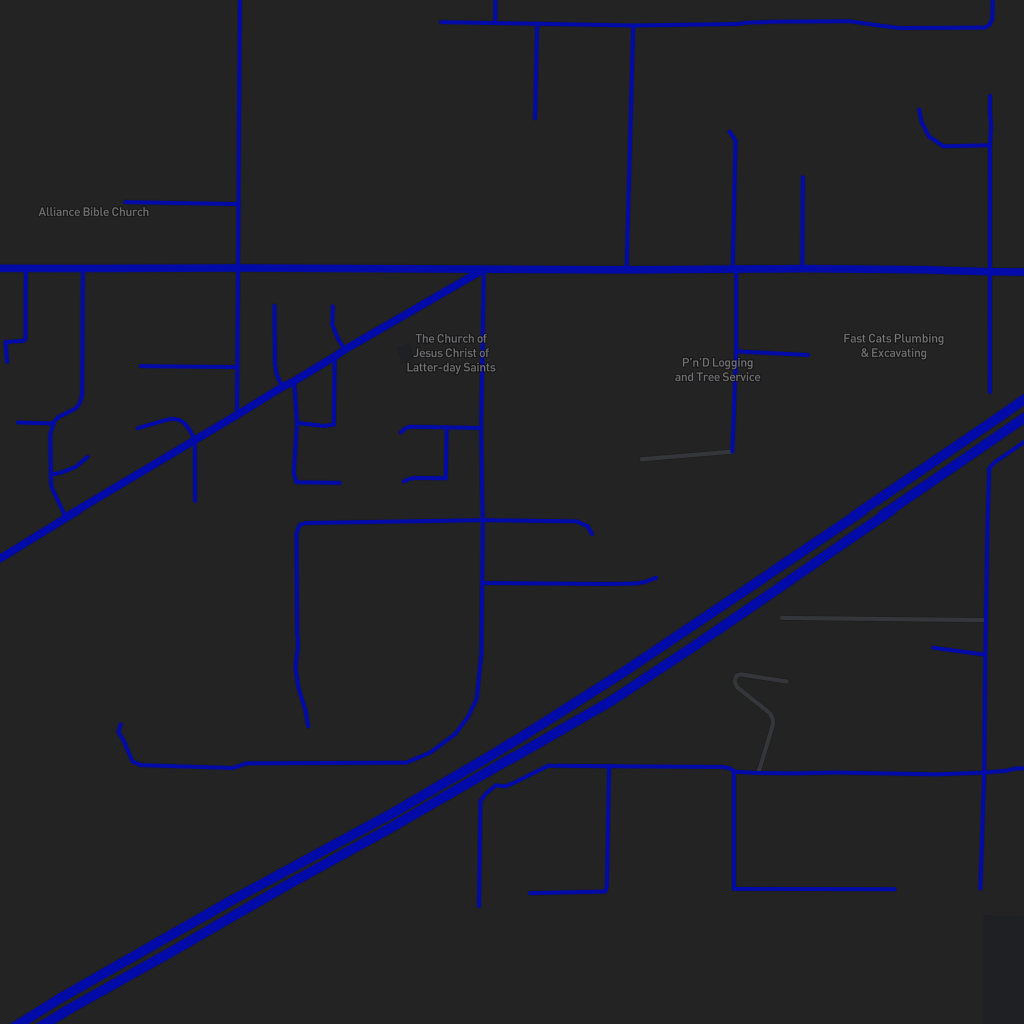 Alliance Bible Church
The Church of
Jesus Christ of
Latter-day Saints
Fast Cats Plumbing
& Excavating
P'n'D Logging
and Tree Service